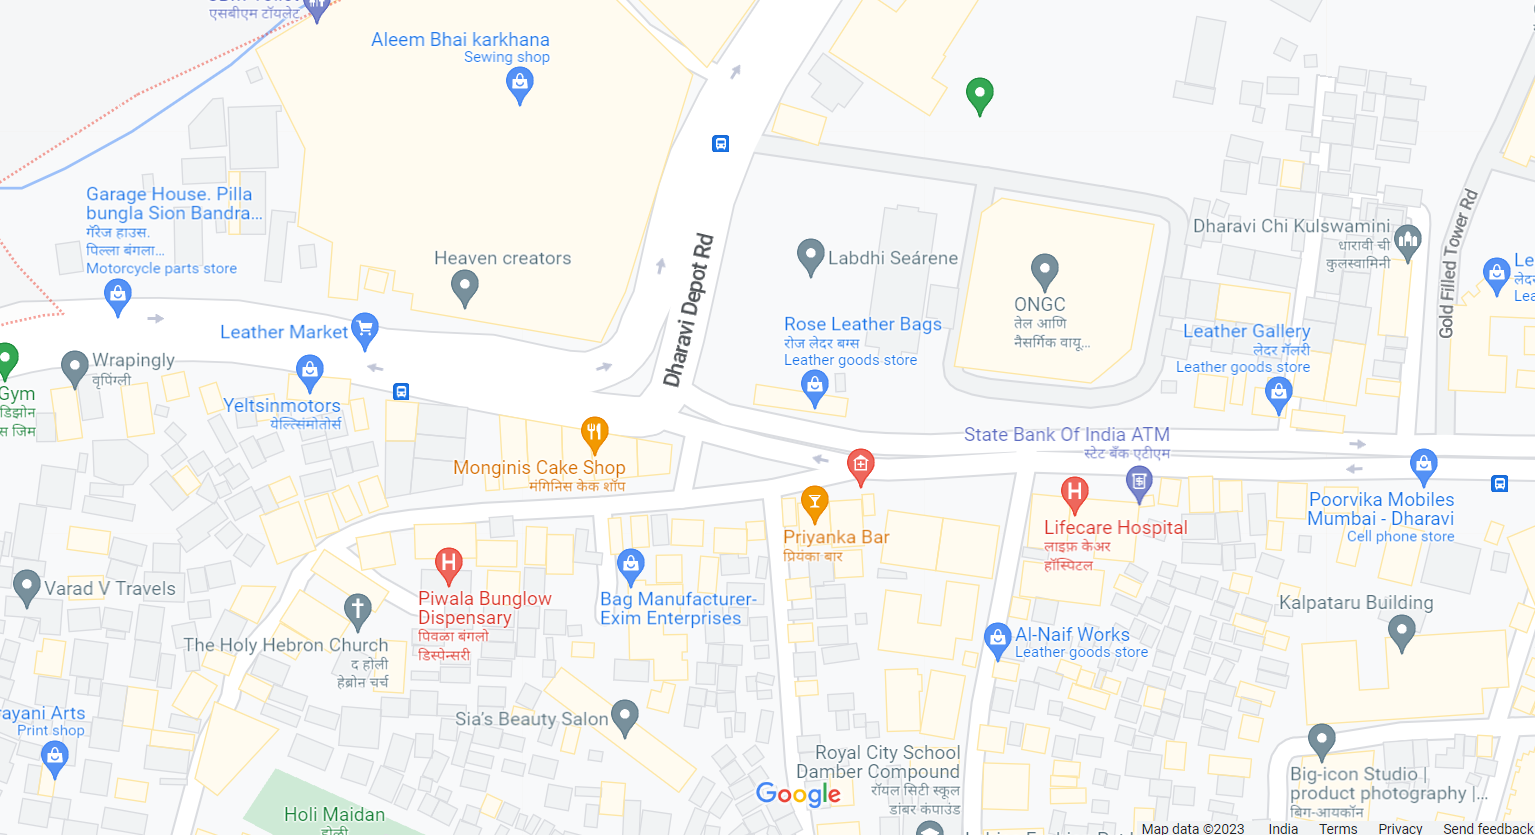 एसबीएम टॉयलेट
Aleem Bhai karkhana
Sewing shop
Garage House. Pilla
bungla Sion Bandra...
गॅरेज हाउस.
पिल्ला बंगला...
Motorcycle parts store
Heaven creators
Dharavi Depot Rd
Labdhi Seárene
ONGC
तेल आणि
नैसर्गिक वायू...
Dharavi Chi Kulswamini
धारावी ची
कुलस्वामिनी
Gold Filled Tower Rd
Le
लेदर
Lea
Leather Market
Wrapingly
वृपिंग्ली
Gym
डिझोन
स जिम
Yeltsinmotors
येल्त्सिंमोतोर्स
Rose Leather Bags
रोज लेदर बग्स
Leather goods store
Leather Gallery
लेदर गॅलरी
Leather goods store
State Bank Of India ATM
स्टेट बँक एटीएम
Monginis Cake Shop
मंगिनिस केक शॉप
Priyanka Bar
प्रियंका बार
Lifecare Hospital
लाइफ़ केअर
हॉस्पिटल
Poorvika Mobiles
Mumbai - Dharavi
Cell phone store
Varad V Travels
Piwala Bunglow
Dispensary
पिवळा बंगलो
डिस्पेन्सरी
Bag Manufacturer-
Exim Enterprises
The Holy Hebron Church
द होली
हेब्रोन चर्च
Al-Naif Works
Leather goods store
Kalpataru Building
rayani Arts
Print shop
Sia's Beauty Salon
Royal City School
Damber Compound
रॉयल सिटी स्कूल
डांबर कंपाउंड
Big-icon Studio |
product photography |...
बिग-आयकॉन
Holi Maidan
होली
Google
Map data ©2023 India Terms Privacy Send feedback